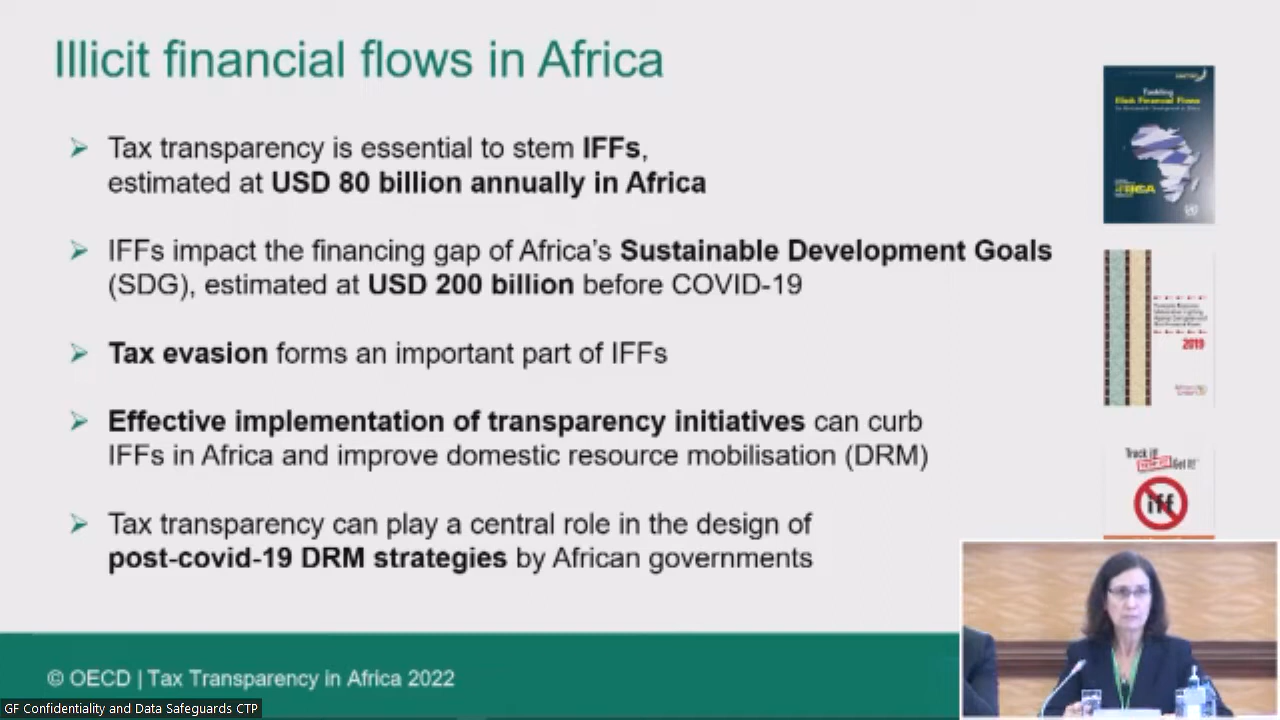 Illicit financial flows in Africa
Tax transparency is essential to stem IFFs,
estimated at USD 80 billion annually in Africa
IFFs impact the financing gap of Africa's Sustainable Development Goals
(SDG), estimated at USD 200 billion before COVID-19
Tax evasion forms an important part of IFFs
Effective implementation of transparency initiatives can curb
IFFs in Africa and improve domestic resource mobilisation (DRM)
Tax transparency can play a central role in the design of
post-covid-19 DRM strategies by African governments
Tackling
Illicit Financial Flows
AFRICA
2019
Track it!
Get it!
iff
© OECD | Tax Transparency in Africa 2022
GF Confidentiality and Data Safeguards CTP